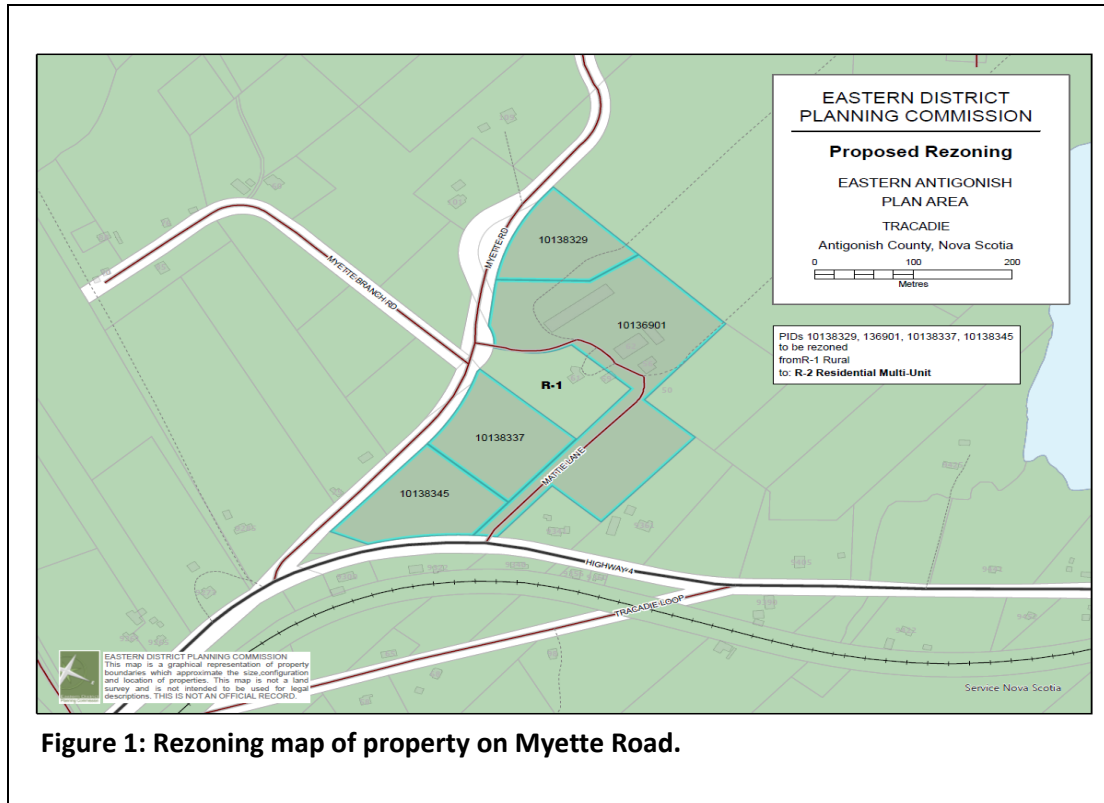 EASTERN DISTRICT
PLANNING COMMISSION
Proposed Rezoning
EASTERN ANTIGONISH
PLAN AREA
TRACADIE
Antigonish County, Nova Scotia
0 100 200
Metres
PIDs 10138329, 136901, 10138337, 10138345
to be rezoned
fromR-1 Rural
to: R-2 Residential Multi-Unit
MYETTE RD
10138329
MYETTE BRANCH RD
10136901
R-1
58
10138337
MATTIE LANE
10138345
HIGHWAY 4
TRACADIE LOOP
EASTERN DISTRICT PLANNING COMMISSION
This map is a graphical representation of property
boundaries which approximate the size,configuration
and location of properties. This map is not a land
survey and is not intended to be used for legal
descriptions. THIS IS NOT AN OFFICIAL RECORD.
Service Nova Scotia
Figure 1: Rezoning map of property on Myette Road.